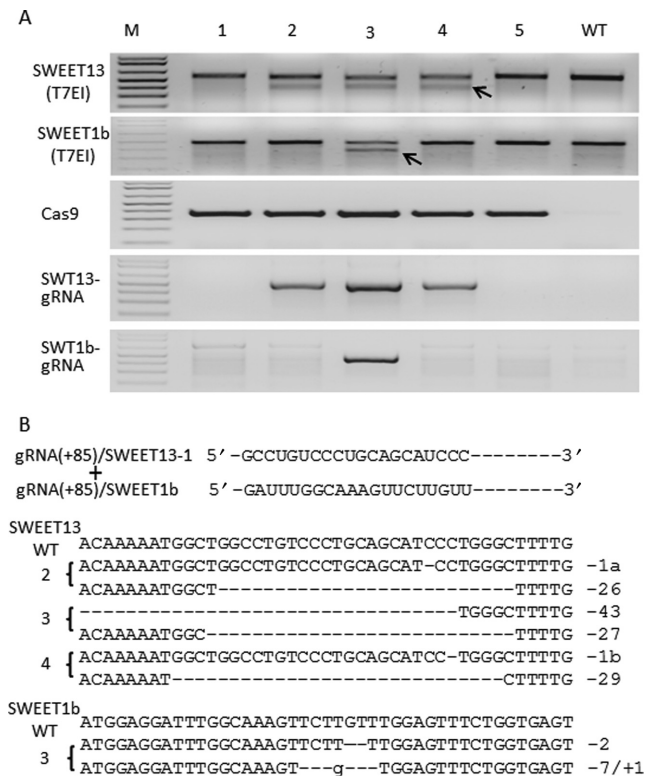 A
M 1 2 3 4 5 WT
SWEET13
(T7EI)
SWEET1b
(T7EI)
Cas9
SWT13-
gRNA
SWT1b-
gRNA
B
gRNA(+85)/SWEET13-1 5′-GCCUGUCCCUGCAGCAUCCC--------3′
+
gRNA(+85)/SWEET1b 5′-GAUUUGGCAAAGUUCUUGUU--------3′
SWEET13
WT ACAAAAATGGCTGGCCTGTCCCTGCAGCATCCCTGGGCTTTTG
2 { ACAAAAATGGCTGGCCTGTCCCTGCAGCAT-CCTGGGCTTTTG -1a
ACAAAAATGGCT--------------------------TTTTG -26
3 { ---------------------------------TGGGCTTTTG -43
ACAAAAATGGC---------------------------TTTTG -27
4 { ACAAAAATGGCTGGCCTGTCCCTGCAGCATCC-TGGGCTTTTG -1b
ACAAAAAT-----------------------------CTTTTG -29
SWEET1b
WT ATGGAGGATTTGGCAAAGTTCTTGTTTGGAGTTTCTGGTGAGT
3 { ATGGAGGATTTGGCAAAGTTCTT--TTGGAGTTTCTGGTGAGT -2
ATGGAGGATTTGGCAAAGT---g---TGGAGTTTCTGGTGAGT -7/+1